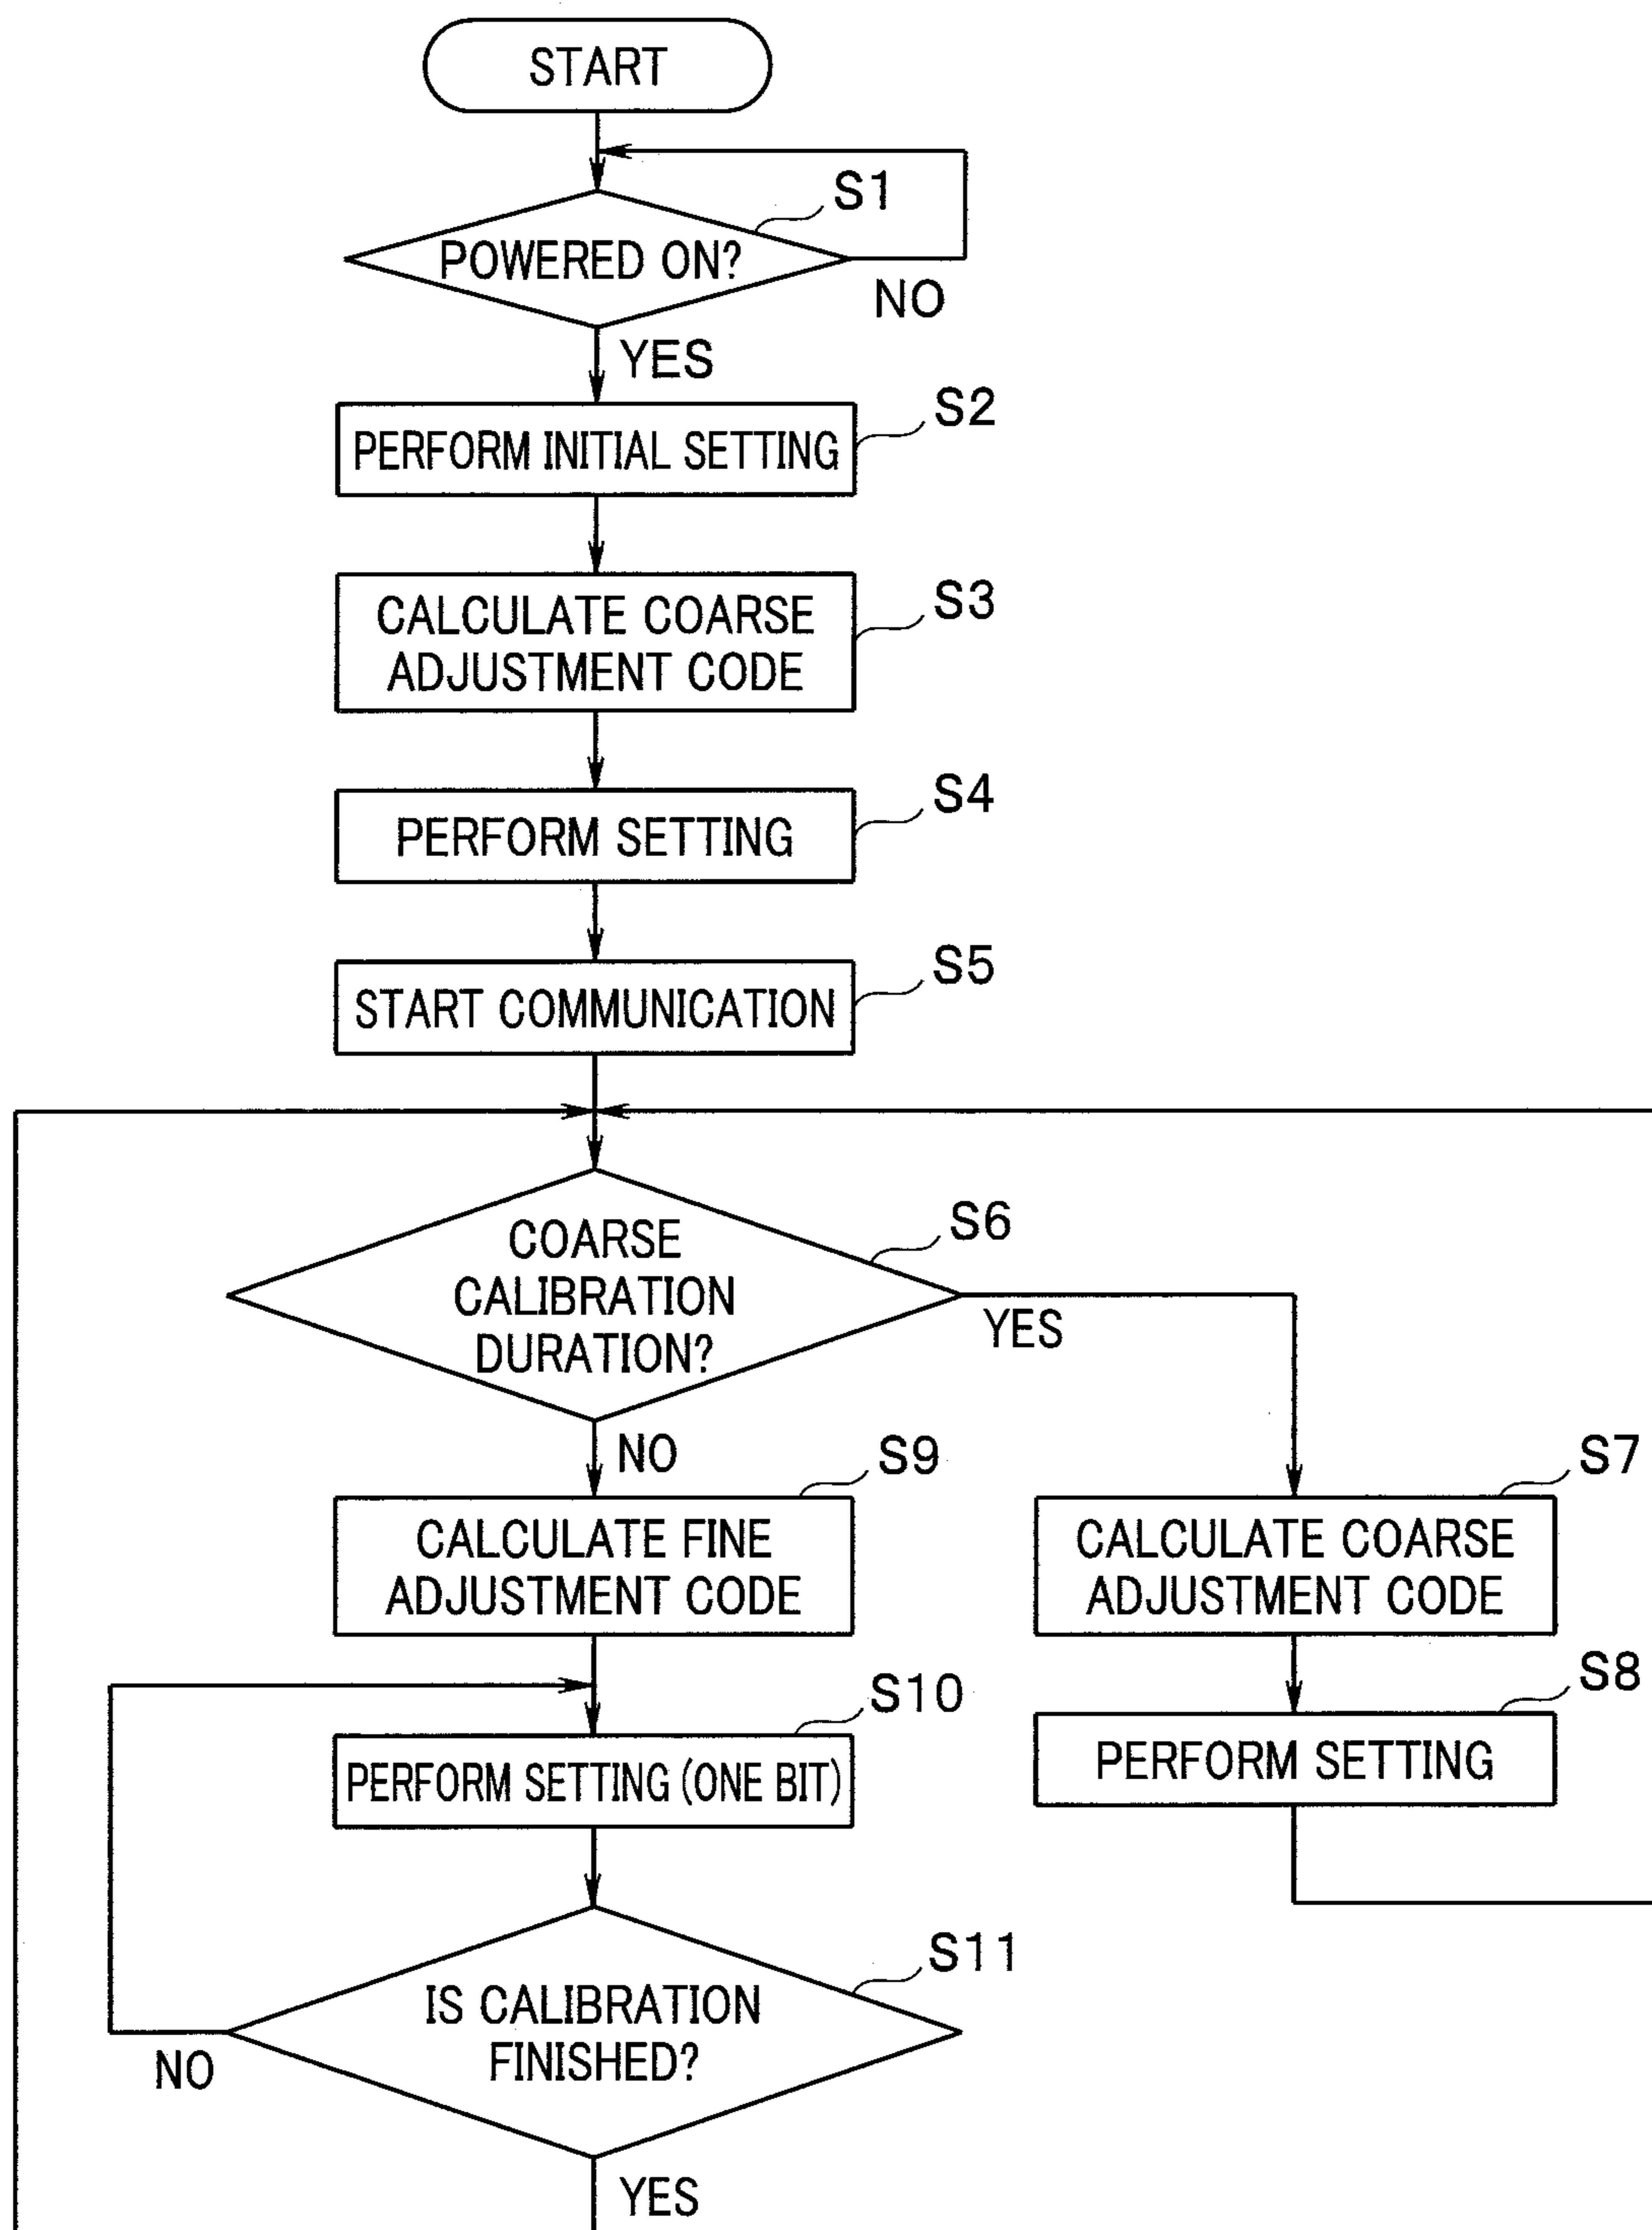 START
S1
POWERED ON?
NO
YES
S2
PERFORM INITIAL SETTING
S3
CALCULATE COARSE
ADJUSTMENT CODE
S4
PERFORM SETTING
S5
START COMMUNICATION
S6
COARSE
CALIBRATION
DURATION?
YES
NO
S9
CALCULATE FINE
ADJUSTMENT CODE
S7
CALCULATE COARSE
ADJUSTMENT CODE
S10
PERFORM SETTING (ONE BIT)
S8
PERFORM SETTING
S11
IS CALIBRATION
FINISHED?
NO
YES